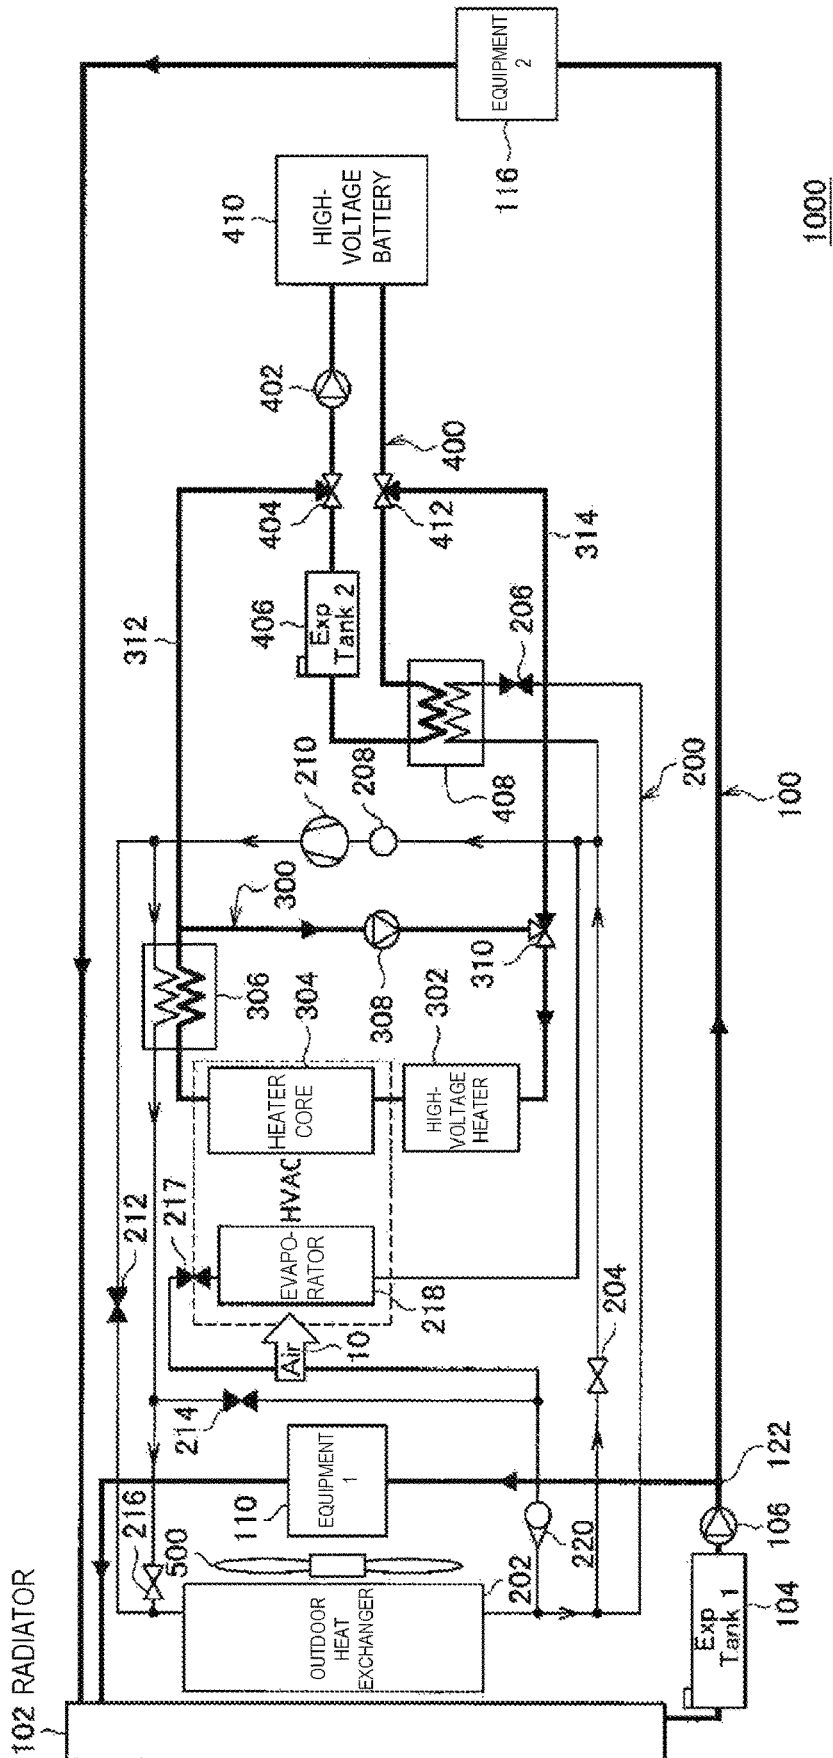 102 RADIATOR
EQUIPMENT
2
116
1000
410
HIGH-
VOLTAGE
BATTERY
402
400
404
412
314
312
406
Exp
Tank 2
206
210
208
408
200
100
300
306
304
308
310
302
HEATER
CORE
HIGH-
VOLTAGE
HEATER
HVAC
217
212
EVAPO-
RATOR
218
204
Air
10
214
EQUIPMENT
1
110
122
216
500
220
106
OUTDOOR
HEAT
EXCHANGER
202
Exp
Tank 1
104